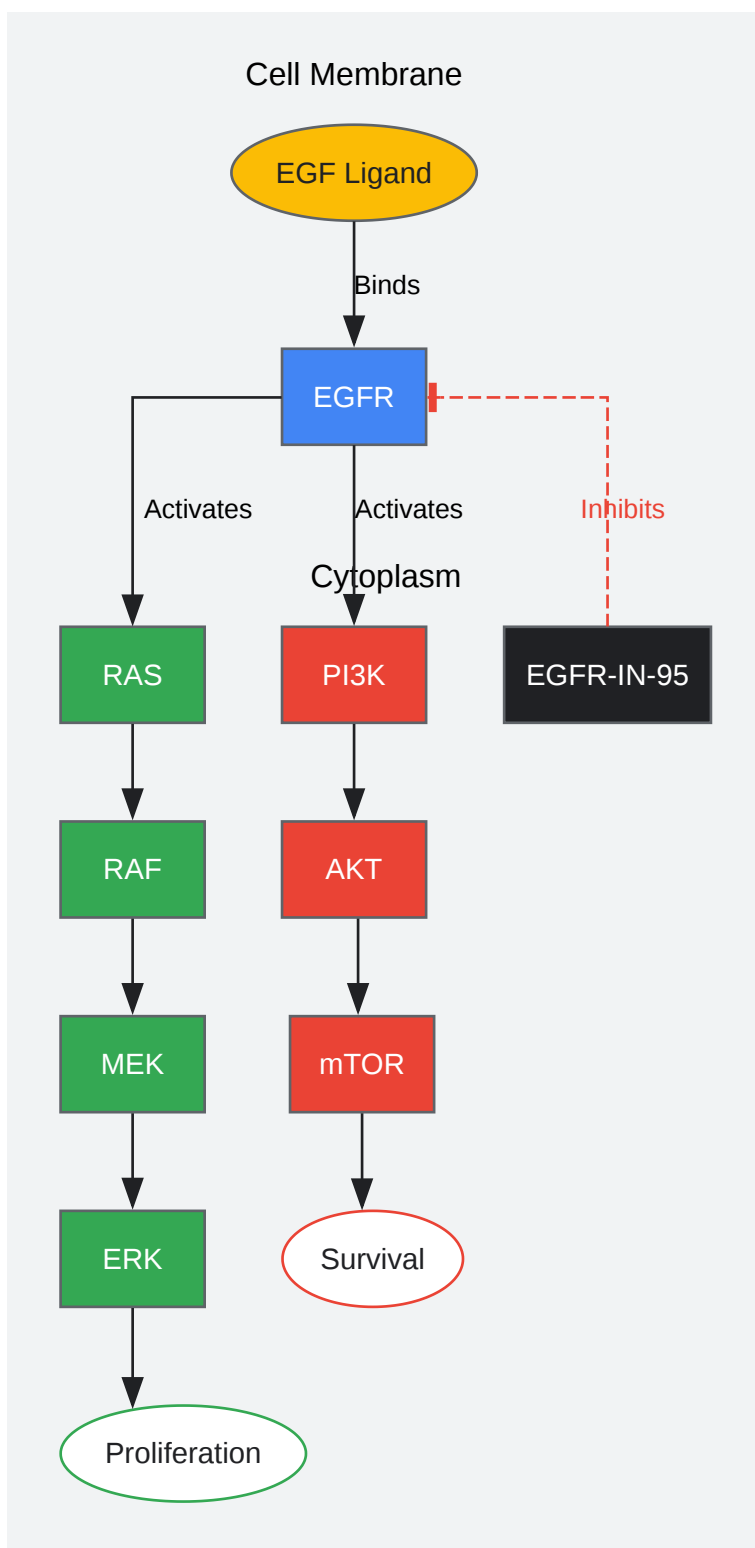 Cell Membrane
EGF Ligand
Binds
EGFR
Activates
Activates
Inhibits
Cytoplasm
RAS
PI3K
EGFR-IN-95
RAF
AKT
MEK
mTOR
ERK
Survival
Proliferation